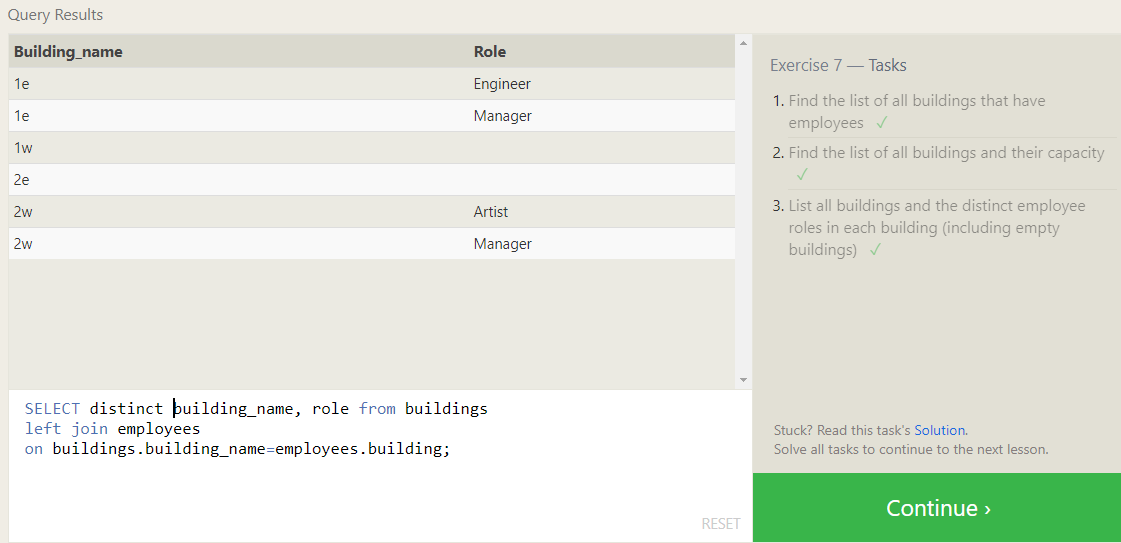 Query Results
Building_name Role
1e Engineer
1e Manager
1w
2e
2w Artist
2w Manager
SELECT distinct building_name, role from buildings
left join employees
on buildings.building_name=employees.building;
RESET
Exercise 7 — Tasks
1. Find the list of all buildings that have
employees ✓
2. Find the list of all buildings and their capacity
✓
3. List all buildings and the distinct employee
roles in each building (including empty
buildings) ✓
Stuck? Read this task's Solution.
Solve all tasks to continue to the next lesson.
Continue ›